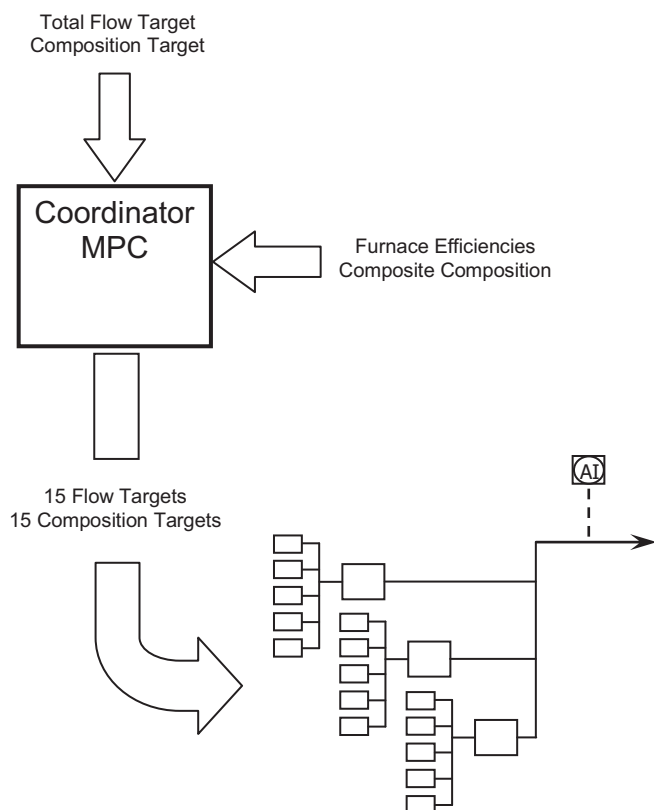 Total Flow Target
Composition Target
Coordinator
MPC
Furnace Efficiencies
Composite Composition
15 Flow Targets
15 Composition Targets
AI